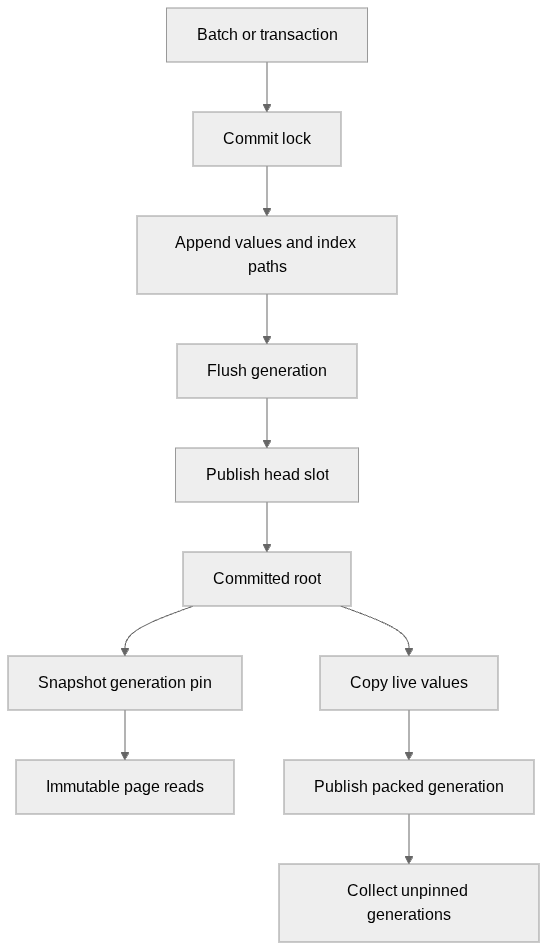 Batch or transaction
Commit lock
Append values and index
paths
Flush generation
Publish head slot
Committed root
Snapshot generation pin
Copy live values
Immutable page reads
Publish packed generation
Collect unpinned
generations